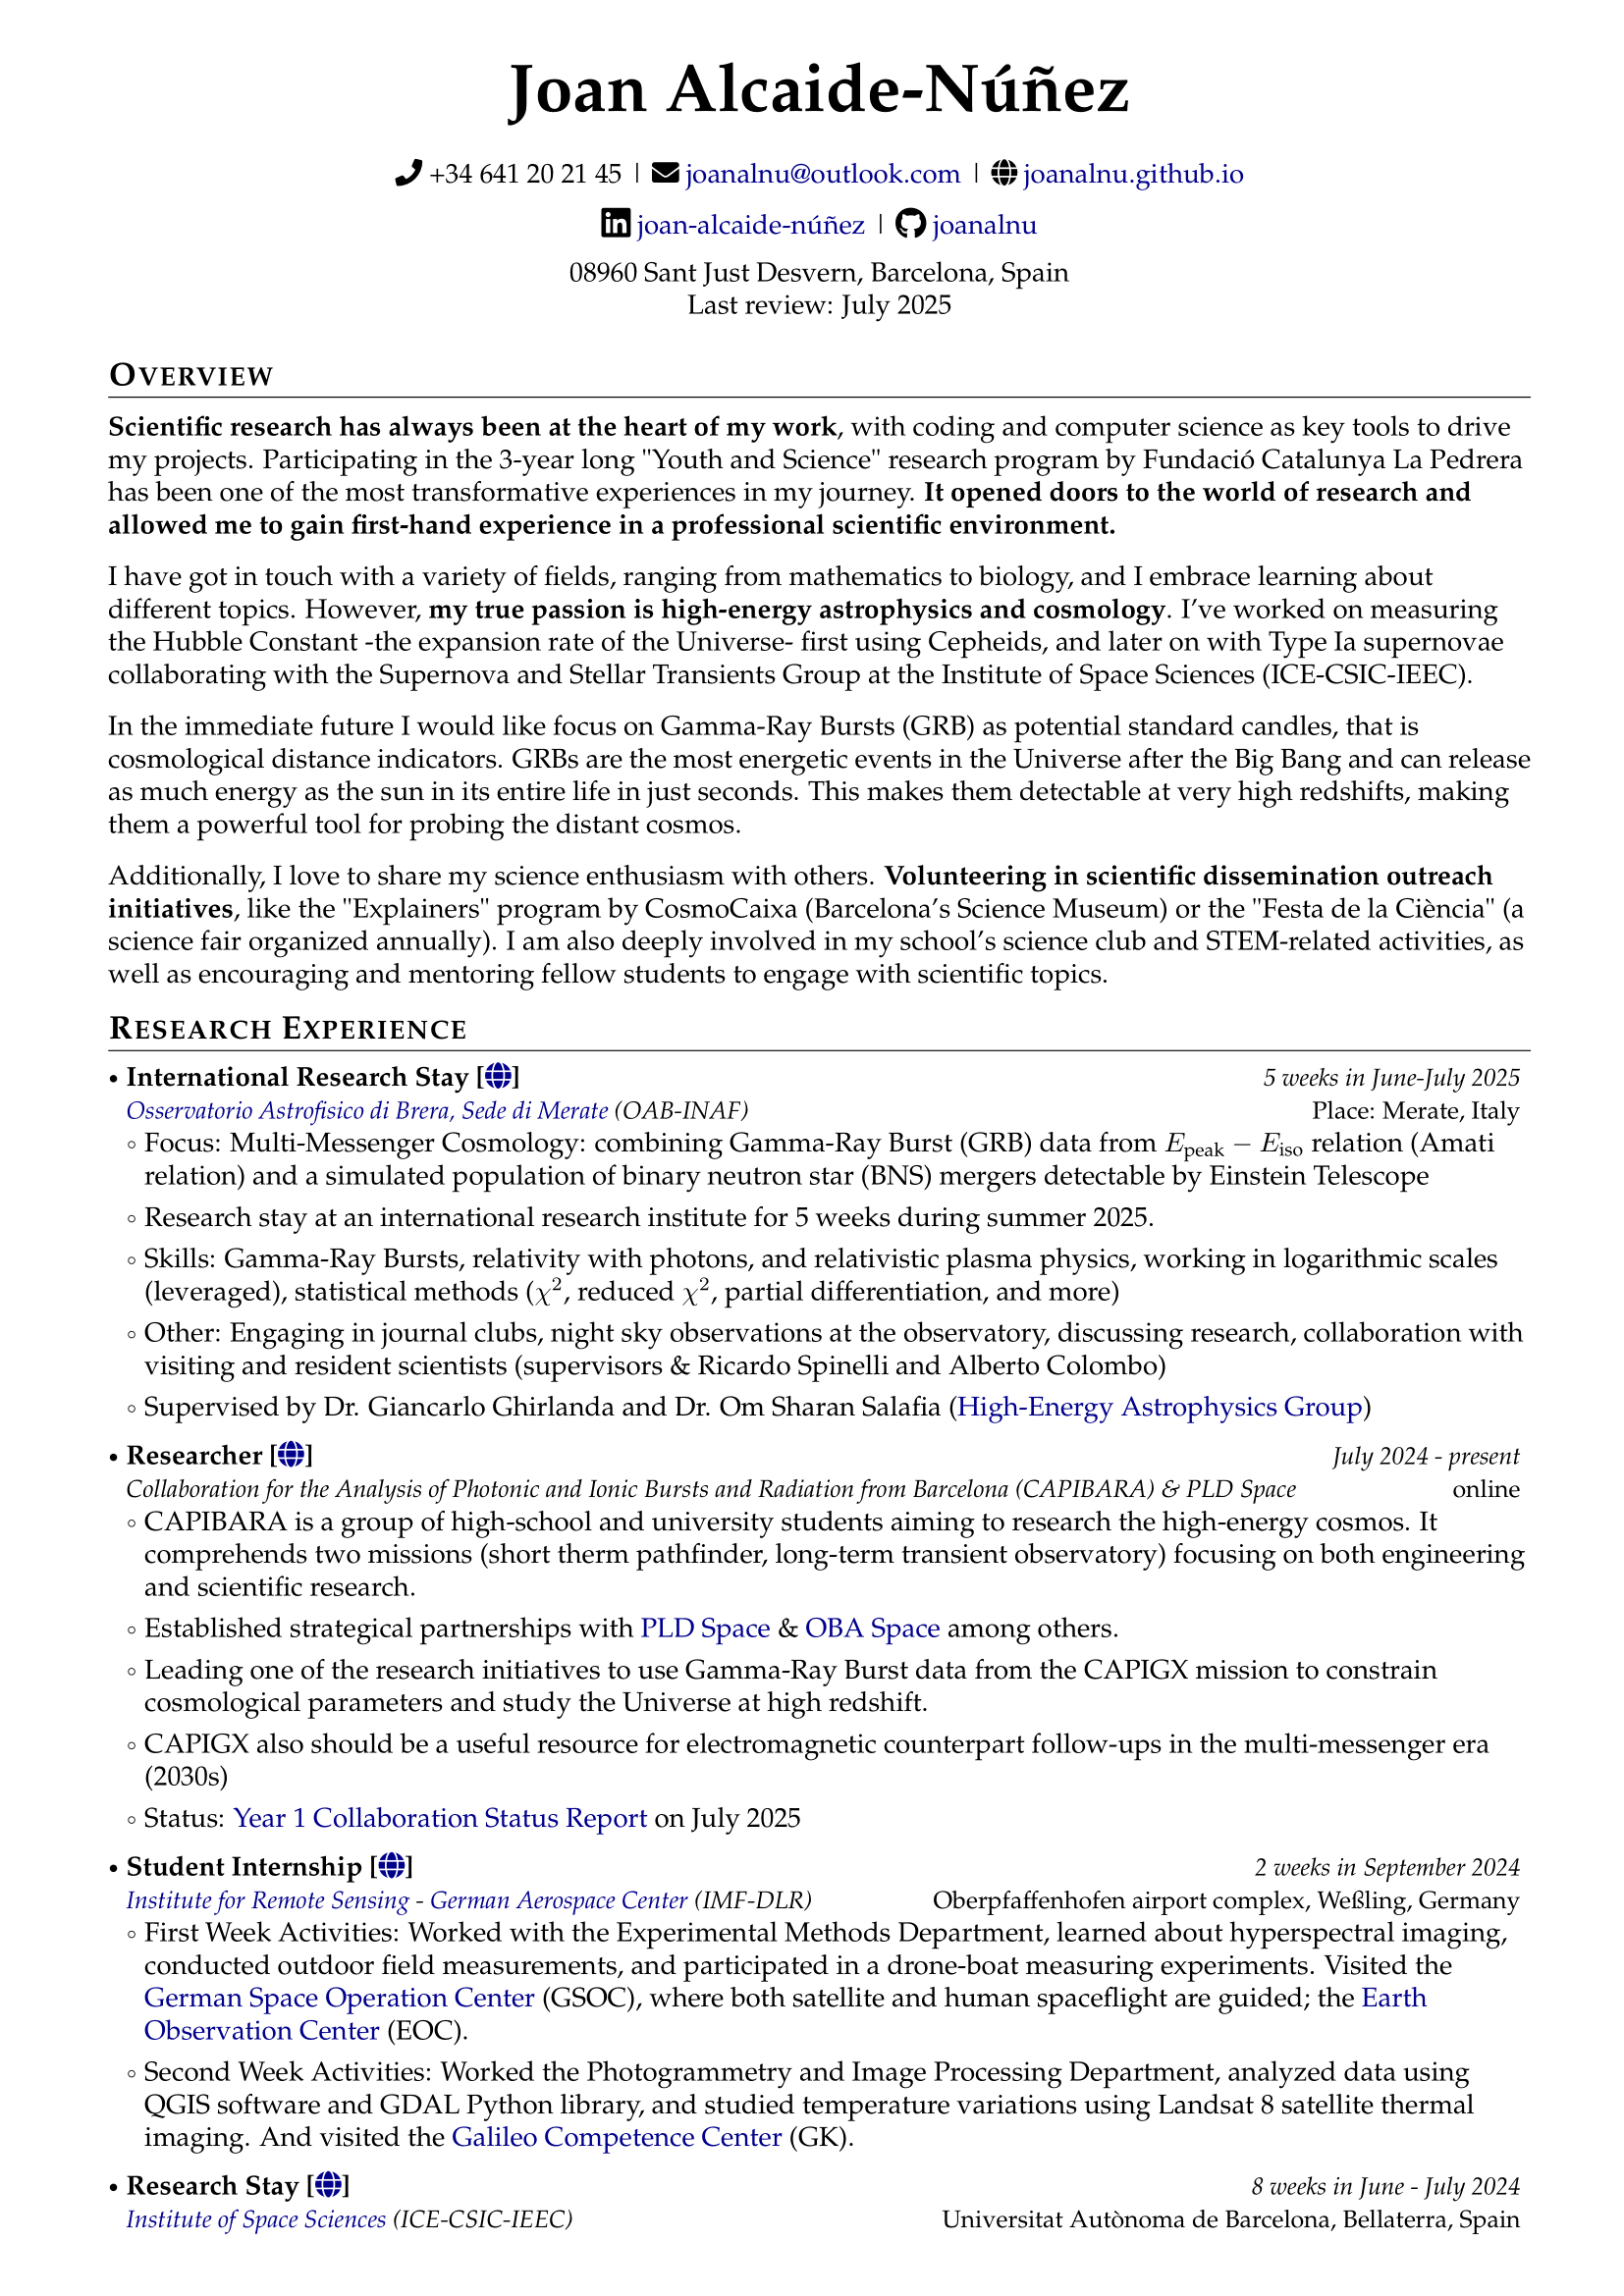 Joan Alcaide-Núñez
+34 641 20 21 45 | joanalnu@outlook.com | joanalnu.github.io
joan-alcaide-núñez | joanalnu
08960 Sant Just Desvern, Barcelona, Spain
Last review: July 2025
OVERVIEW
Scientific research has always been at the heart of my work, with coding and computer science as key tools to drive
my projects. Participating in the 3-year long "Youth and Science" research program by Fundació Catalunya La Pedrera
has been one of the most transformative experiences in my journey. It opened doors to the world of research and
allowed me to gain first-hand experience in a professional scientific environment.
I have got in touch with a variety of fields, ranging from mathematics to biology, and I embrace learning about
different topics. However, my true passion is high-energy astrophysics and cosmology. I've worked on measuring
the Hubble Constant -the expansion rate of the Universe- first using Cepheids, and later on with Type Ia supernovae
collaborating with the Supernova and Stellar Transients Group at the Institute of Space Sciences (ICE-CSIC-IEEC).
In the immediate future I would like focus on Gamma-Ray Bursts (GRB) as potential standard candles, that is
cosmological distance indicators. GRBs are the most energetic events in the Universe after the Big Bang and can release
as much energy as the sun in its entire life in just seconds. This makes them detectable at very high redshifts, making
them a powerful tool for probing the distant cosmos.
Additionally, I love to share my science enthusiasm with others. Volunteering in scientific dissemination outreach
initiatives, like the "Explainers" program by CosmoCaixa (Barcelona's Science Museum) or the "Festa de la Ciència" (a
science fair organized annually). I am also deeply involved in my school's science club and STEM-related activities, as
well as encouraging and mentoring fellow students to engage with scientific topics.
RESEARCH EXPERIENCE
• International Research Stay [] 5 weeks in June-July 2025
Osservatorio Astrofisico di Brera, Sede di Merate (OAB-INAF) Place: Merate, Italy
◦ Focus: Multi-Messenger Cosmology: combining Gamma-Ray Burst (GRB) data from E_peak − E_iso relation (Amati
relation) and a simulated population of binary neutron star (BNS) mergers detectable by Einstein Telescope
◦ Research stay at an international research institute for 5 weeks during summer 2025.
◦ Skills: Gamma-Ray Bursts, relativity with photons, and relativistic plasma physics, working in logarithmic scales
(leveraged), statistical methods (χ², reduced χ², partial differentiation, and more)
◦ Other: Engaging in journal clubs, night sky observations at the observatory, discussing research, collaboration with
visiting and resident scientists (supervisors & Ricardo Spinelli and Alberto Colombo)
◦ Supervised by Dr. Giancarlo Ghirlanda and Dr. Om Sharan Salafia (High-Energy Astrophysics Group)
• Researcher [] July 2024 - present
Collaboration for the Analysis of Photonic and Ionic Bursts and Radiation from Barcelona (CAPIBARA) & PLD Space online
◦ CAPIBARA is a group of high-school and university students aiming to research the high-energy cosmos. It
comprehends two missions (short therm pathfinder, long-term transient observatory) focusing on both engineering
and scientific research.
◦ Established strategical partnerships with PLD Space & OBA Space among others.
◦ Leading one of the research initiatives to use Gamma-Ray Burst data from the CAPIGX mission to constrain
cosmological parameters and study the Universe at high redshift.
◦ CAPIGX also should be a useful resource for electromagnetic counterpart follow-ups in the multi-messenger era
(2030s)
◦ Status: Year 1 Collaboration Status Report on July 2025
• Student Internship [] 2 weeks in September 2024
Institute for Remote Sensing - German Aerospace Center (IMF-DLR) Oberpfaffenhofen airport complex, Weßling, Germany
◦ First Week Activities: Worked with the Experimental Methods Department, learned about hyperspectral imaging,
conducted outdoor field measurements, and participated in a drone-boat measuring experiments. Visited the
German Space Operation Center (GSOC), where both satellite and human spaceflight are guided; the Earth
Observation Center (EOC).
◦ Second Week Activities: Worked the Photogrammetry and Image Processing Department, analyzed data using
QGIS software and GDAL Python library, and studied temperature variations using Landsat 8 satellite thermal
imaging. And visited the Galileo Competence Center (GK).
• Research Stay [] 8 weeks in June - July 2024
Institute of Space Sciences (ICE-CSIC-IEEC) Universitat Autònoma de Barcelona, Bellaterra, Spain